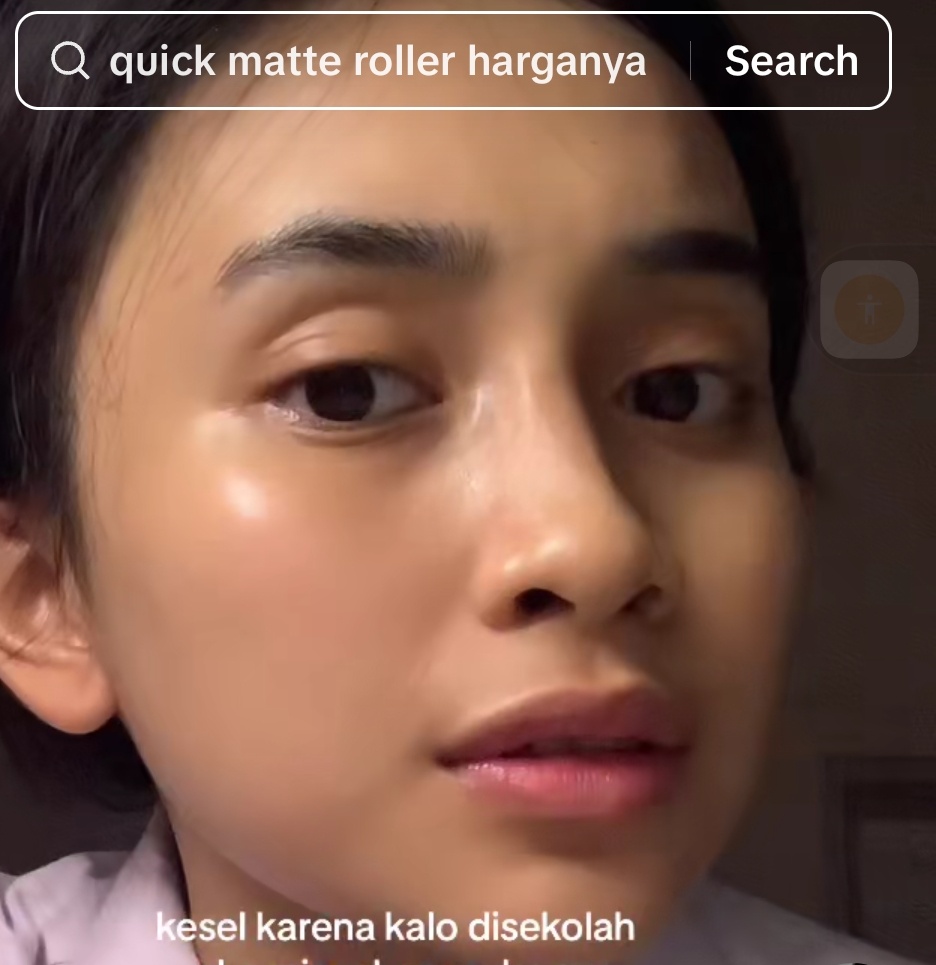 quick matte roller harganya
Search
kesel karena kalo disekolah